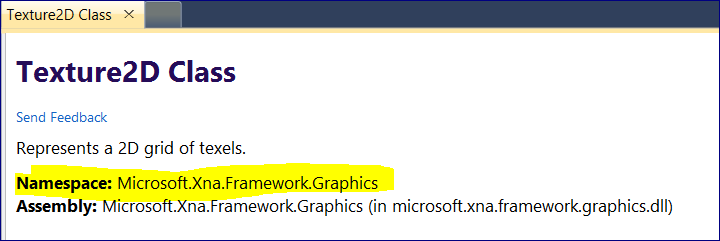 Texture2D Class
Texture2D Class
Send Feedback
Represents a 2D grid of texels.
Namespace: Microsoft.Xna.Framework.Graphics
Assembly: Microsoft.Xna.Framework.Graphics (in microsoft.xna.framework.graphics.dll)